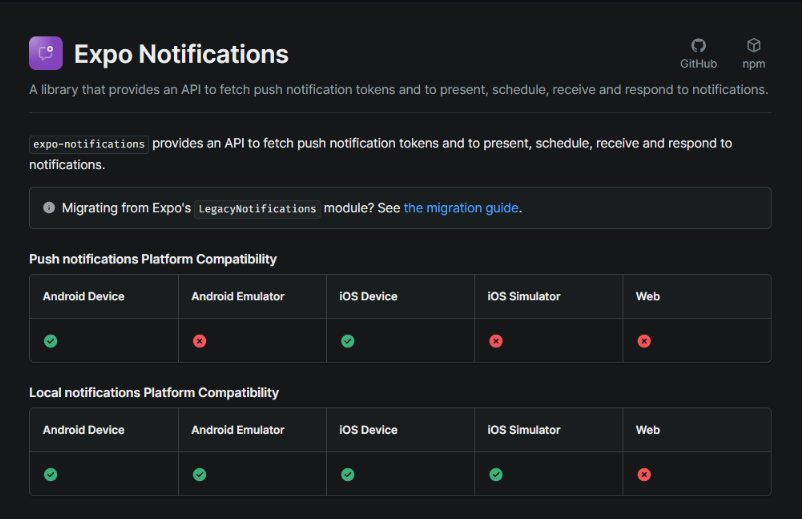 Expo Notifications
GitHub
npm
A library that provides an API to fetch push notification tokens and to present, schedule, receive and respond to notifications.
expo-notifications provides an API to fetch push notification tokens and to present, schedule, receive and respond to
notifications.
Migrating from Expo's LegacyNotifications module? See the migration guide.
Push notifications Platform Compatibility
Android Device Android Emulator iOS Device iOS Simulator Web
Local notifications Platform Compatibility
Android Device Android Emulator iOS Device iOS Simulator Web